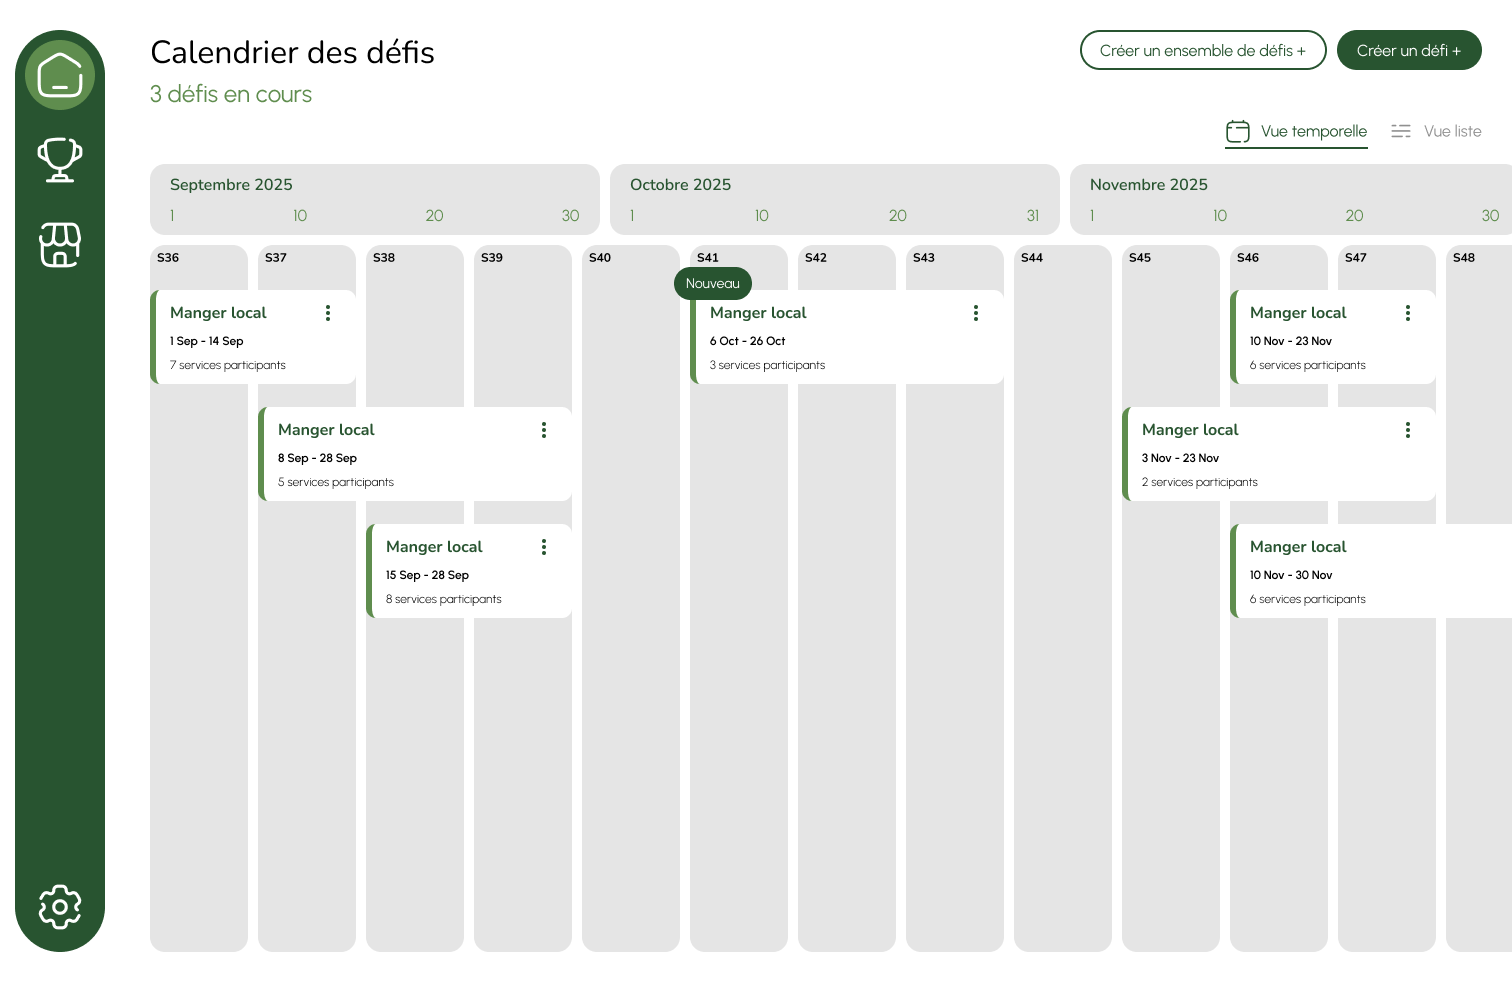 Calendrier des défis
3 défis en cours
Créer un ensemble de défis +
Créer un défi +
Vue temporelle
Vue liste
Septembre 2025
1 10 20 30
Octobre 2025
1 10 20 31
Novembre 2025
1 10 20 30
S36 S37 S38 S39 S40 S41 S42 S43 S44 S45 S46 S47 S48
Nouveau
Manger local
1 Sep - 14 Sep
7 services participants
Manger local
6 Oct - 26 Oct
3 services participants
Manger local
10 Nov - 23 Nov
6 services participants
Manger local
8 Sep - 28 Sep
5 services participants
Manger local
3 Nov - 23 Nov
2 services participants
Manger local
15 Sep - 28 Sep
8 services participants
Manger local
10 Nov - 30 Nov
6 services participants